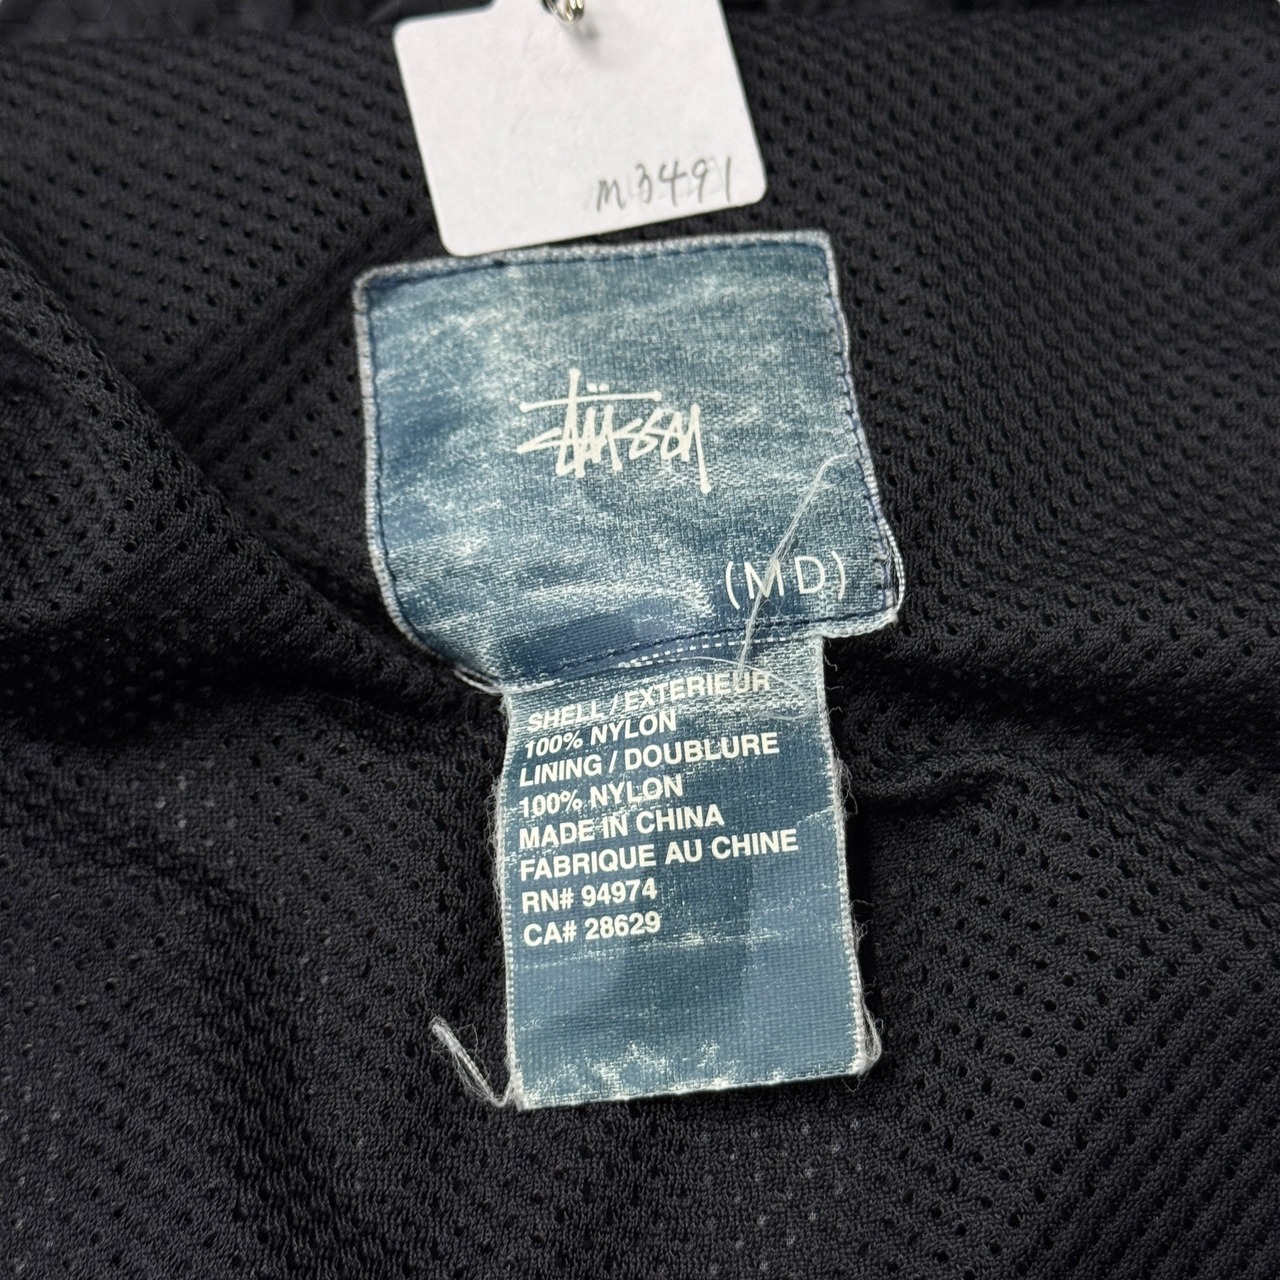 M3491
Stüssy
(MD)
SHELL / EXTERIEUR
100% NYLON
LINING / DOUBLURE
100% NYLON
MADE IN CHINA
FABRIQUE AU CHINE
RN# 94974
CA# 28629